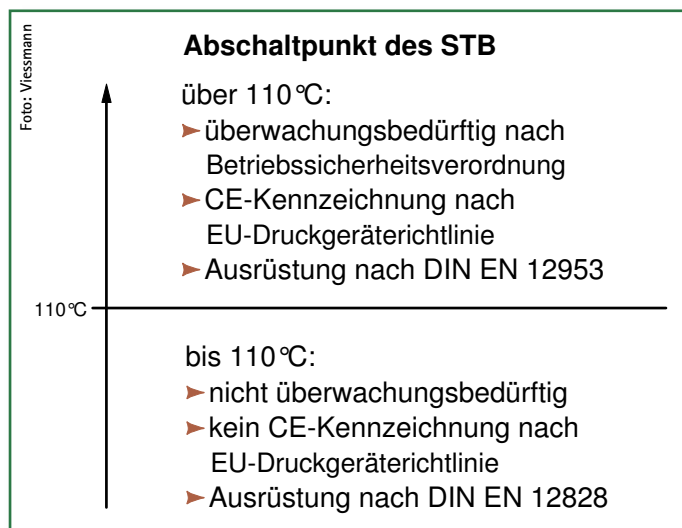 Foto: Viessmann
Abschaltpunkt des STB
über 110°C:
➤ überwachungsbedürftig nach
Betriebssicherheitsverordnung
➤ CE-Kennzeichnung nach
EU-Druckgeräterichtlinie
➤ Ausrüstung nach DIN EN 12953
110°C
bis 110°C:
➤ nicht überwachungsbedürftig
➤ kein CE-Kennzeichnung nach
EU-Druckgeräterichtlinie
➤ Ausrüstung nach DIN EN 12828